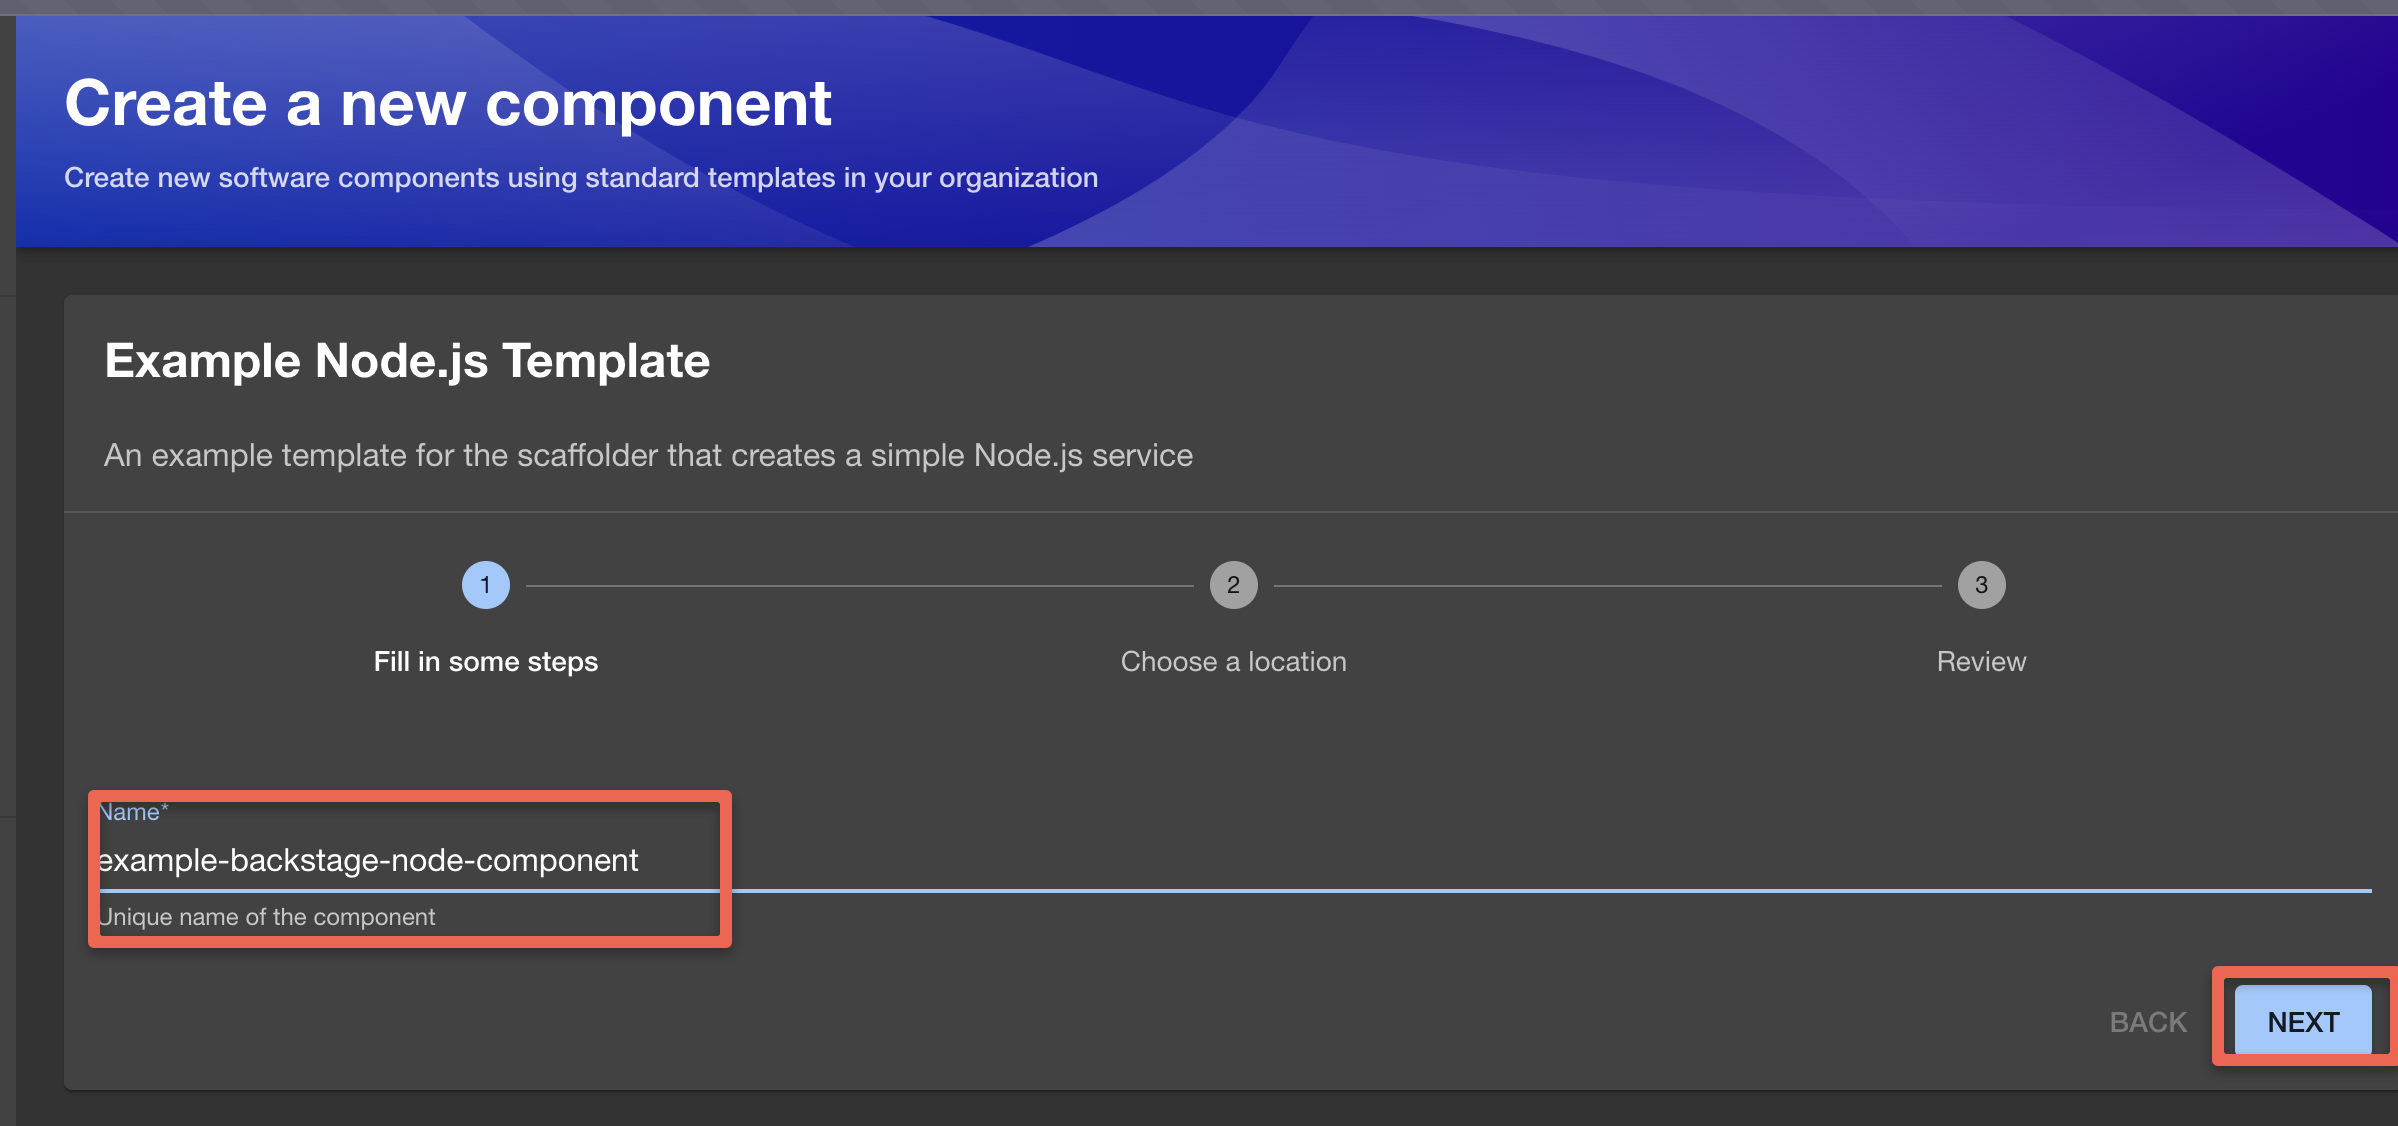 Create a new component
Create new software components using standard templates in your organization
Example Node.js Template
An example template for the scaffolder that creates a simple Node.js service
1
2
3
Fill in some steps
Choose a location
Review
Name*
example-backstage-node-component
Unique name of the component
BACK
NEXT